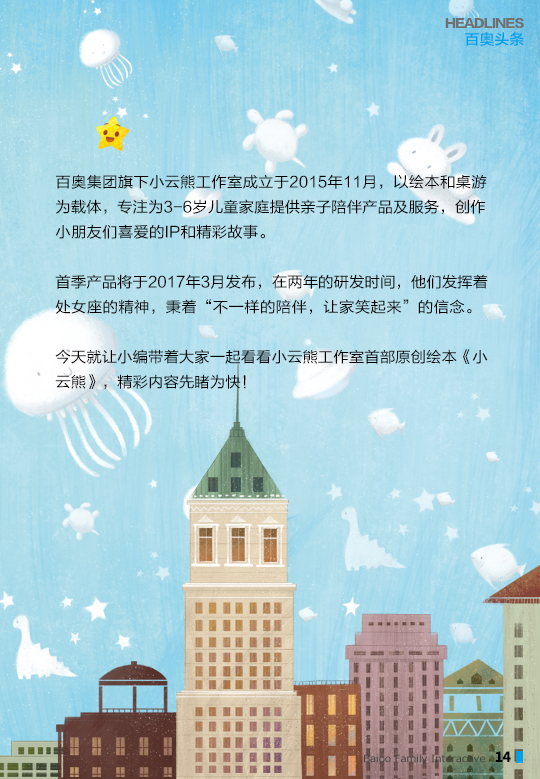 HEADLINES
百奥头条
百奥集团旗下小云熊工作室成立于2015年11月，以绘本和桌游
为载体，专注为3-6岁儿童家庭提供亲子陪伴产品及服务，创作
小朋友们喜爱的IP和精彩故事。
首季产品将于2017年3月发布，在两年的研发时间，他们发挥着
处女座的精神，秉着“不一样的陪伴，让家笑起来”的信念。
今天就让小编带着大家一起看看小云熊工作室首部原创绘本《小
云熊》，精彩内容先睹为快！
Baioo Family Interactive 14